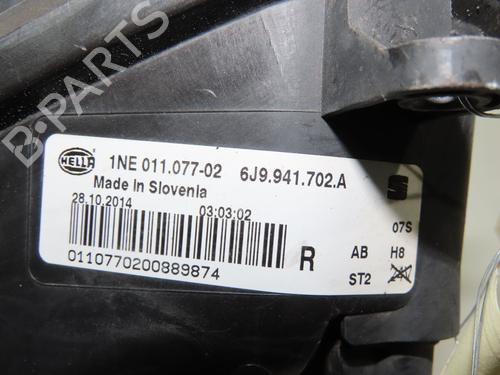 B-PARTS
HELLA
1NE 011.077-02 6J9.941.702.A
Made in Slovenia
28.10.2014 03:03:02
07S
R AB H8
0110770200889874
ST2 24V